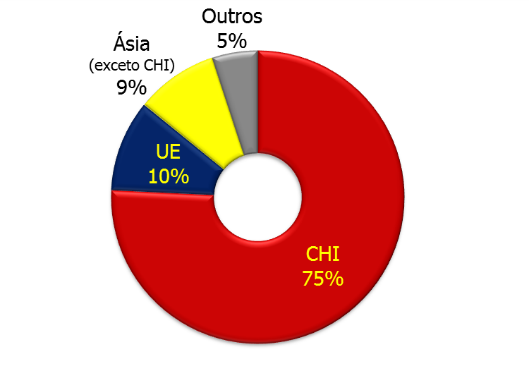 Outros
5%
Ásia
(exceto CHI)
9%
UE
10%
CHI
75%